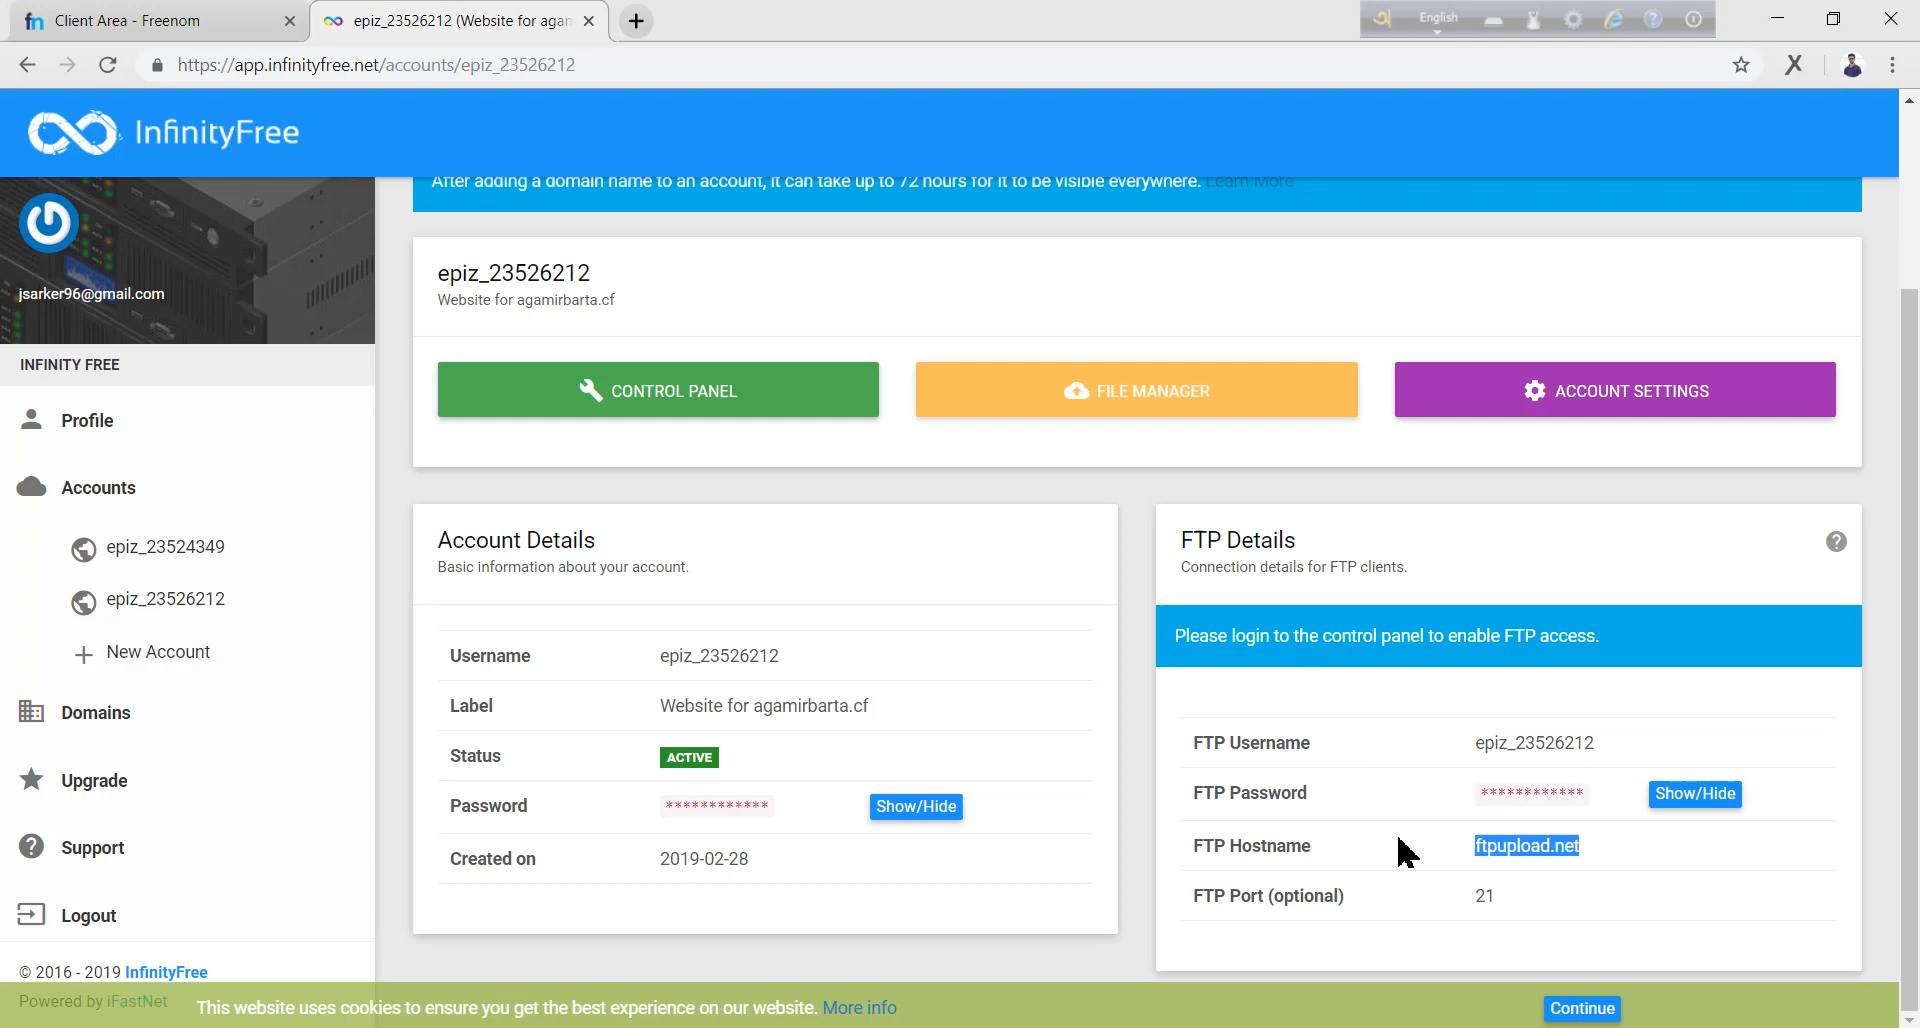 Client Area - Freenom
epiz_23526212 (Website for agam
English
https://app.infinityfree.net/accounts/epiz_23526212
InfinityFree
After adding a domain name to an account, it can take up to 72 hours for it to be visible everywhere. Learn More
jsarker96@gmail.com
INFINITY FREE
Profile
Accounts
epiz_23524349
epiz_23526212
New Account
Domains
Upgrade
Support
Logout
© 2016 - 2019 InfinityFree
Powered by iFastNet
epiz_23526212
Website for agamirbarta.cf
CONTROL PANEL
FILE MANAGER
ACCOUNT SETTINGS
Account Details
Basic information about your account.
Username epiz_23526212
Label Website for agamirbarta.cf
Status ACTIVE
Password ************ Show/Hide
Created on 2019-02-28
FTP Details
Connection details for FTP clients.
Please login to the control panel to enable FTP access.
FTP Username epiz_23526212
FTP Password ************ Show/Hide
FTP Hostname ftpupload.net
FTP Port (optional) 21
This website uses cookies to ensure you get the best experience on our website. More info
Continue